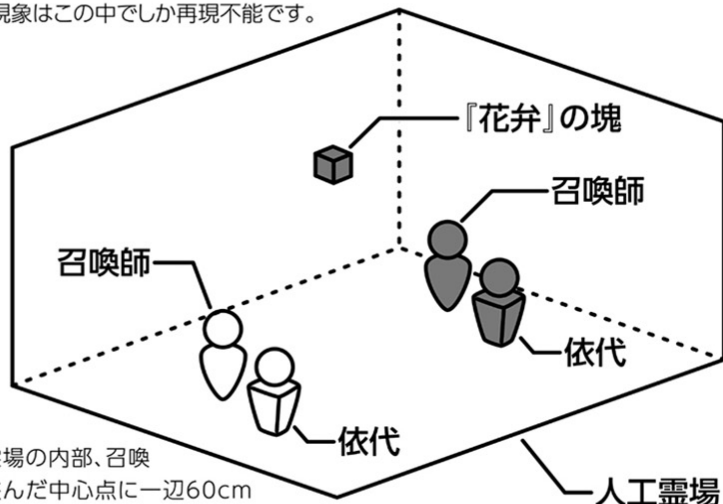 現象はこの中でしか再現不能です。
『花弁』の塊
召喚師
召喚師
依代
依代
場の内部、召喚
んだ中心点に一辺60cm
人工霊場